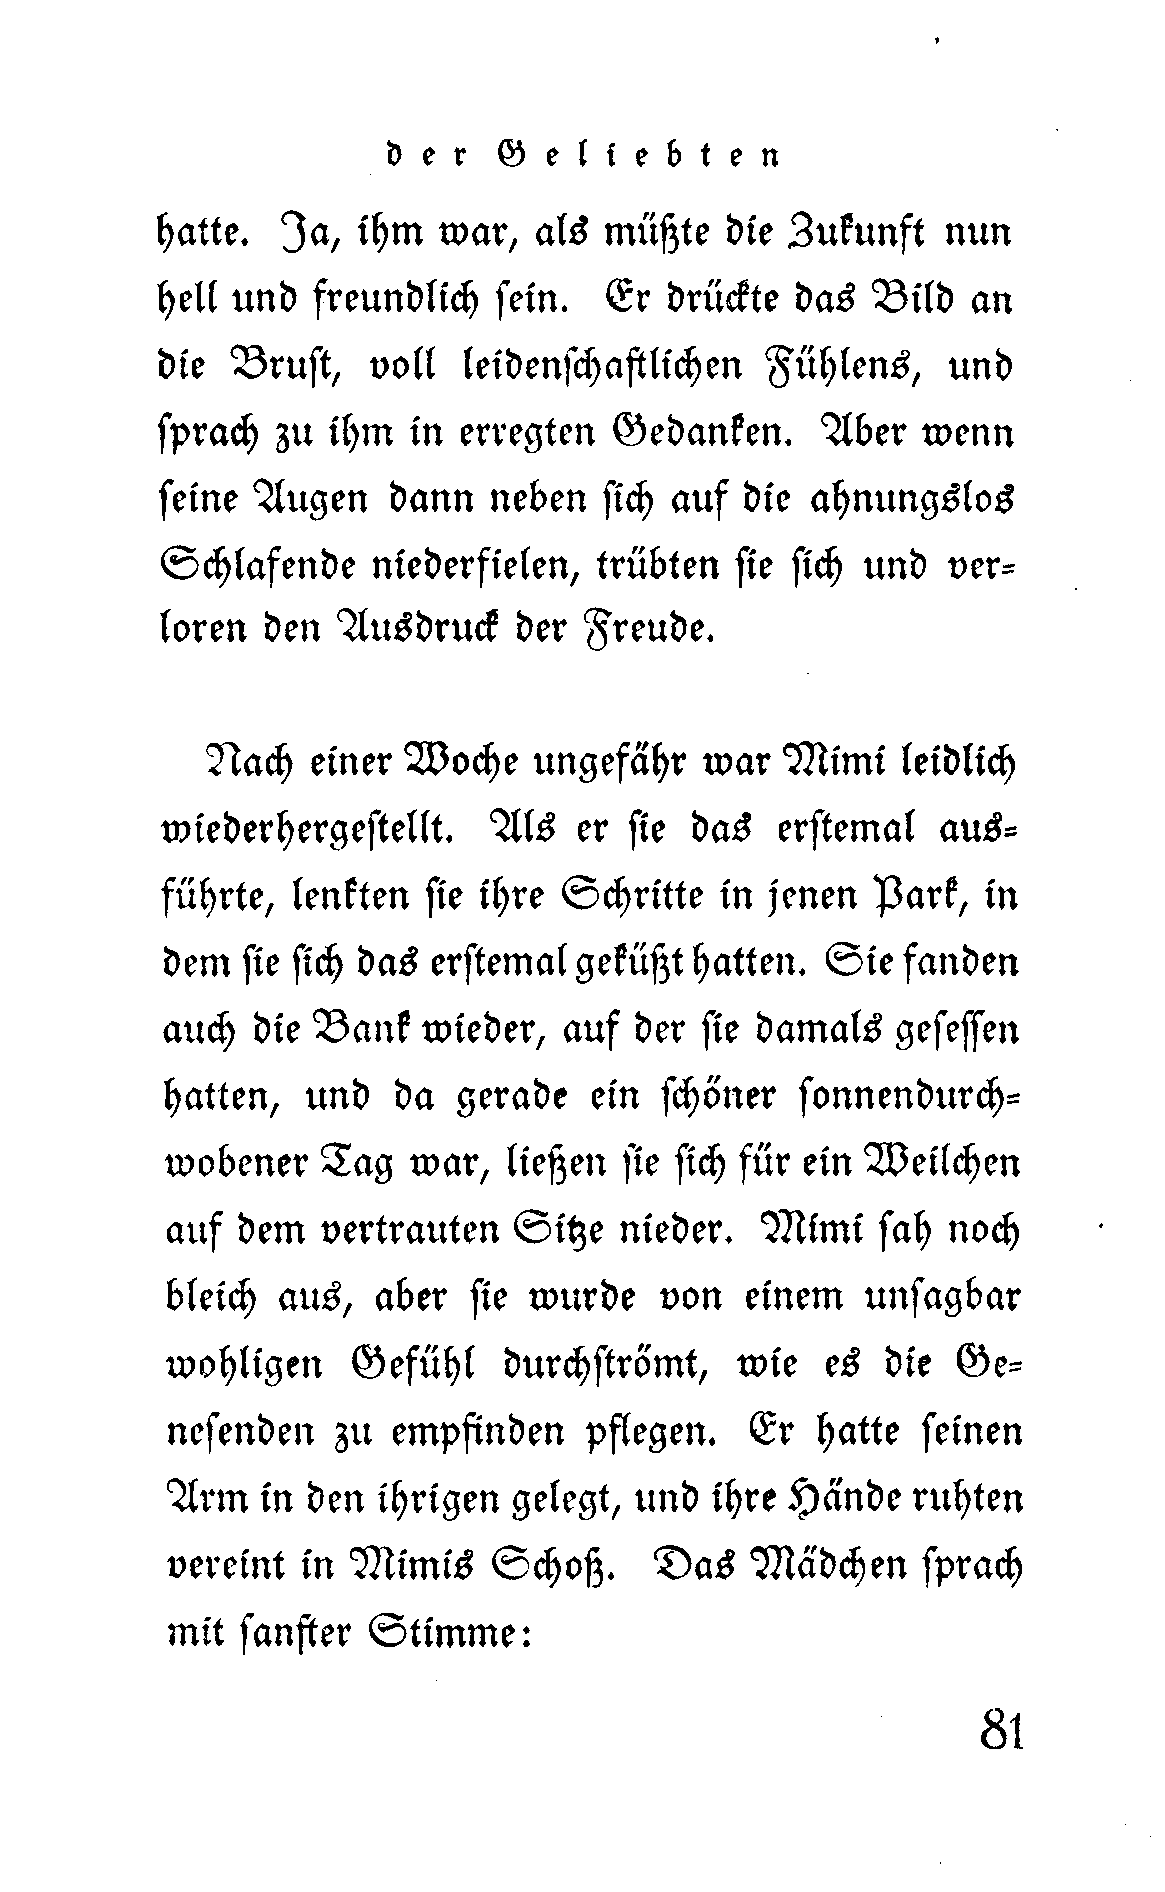 der Geliebten
hatte. Ja, ihm war, als müßte die Zukunft nun
hell und freundlich sein. Er drückte das Bild an
die Brust, voll leidenschaftlichen Fühlens, und
sprach zu ihm in erregten Gedanken. Aber wenn
seine Augen dann neben sich auf die ahnungslos
Schlafende niederfielen, trübten sie sich und ver-
loren den Ausdruck der Freude.
Nach einer Woche ungefähr war Mimi leidlich
wiederhergestellt. Als er sie das erstemal aus-
führte, lenkten sie ihre Schritte in jenen Park, in
dem sie sich das erstemal geküßt hatten. Sie fanden
auch die Bank wieder, auf der sie damals gesessen
hatten, und da gerade ein schöner sonnendurch-
wobener Tag war, ließen sie sich für ein Weilchen
auf dem vertrauten Sitze nieder. Mimi sah noch
bleich aus, aber sie wurde von einem unsagbar
wohligen Gefühl durchströmt, wie es die Ge-
nesenden zu empfinden pflegen. Er hatte seinen
Arm in den ihrigen gelegt, und ihre Hände ruhten
vereint in Mimis Schoß. Das Mädchen sprach
mit sanfter Stimme:
81